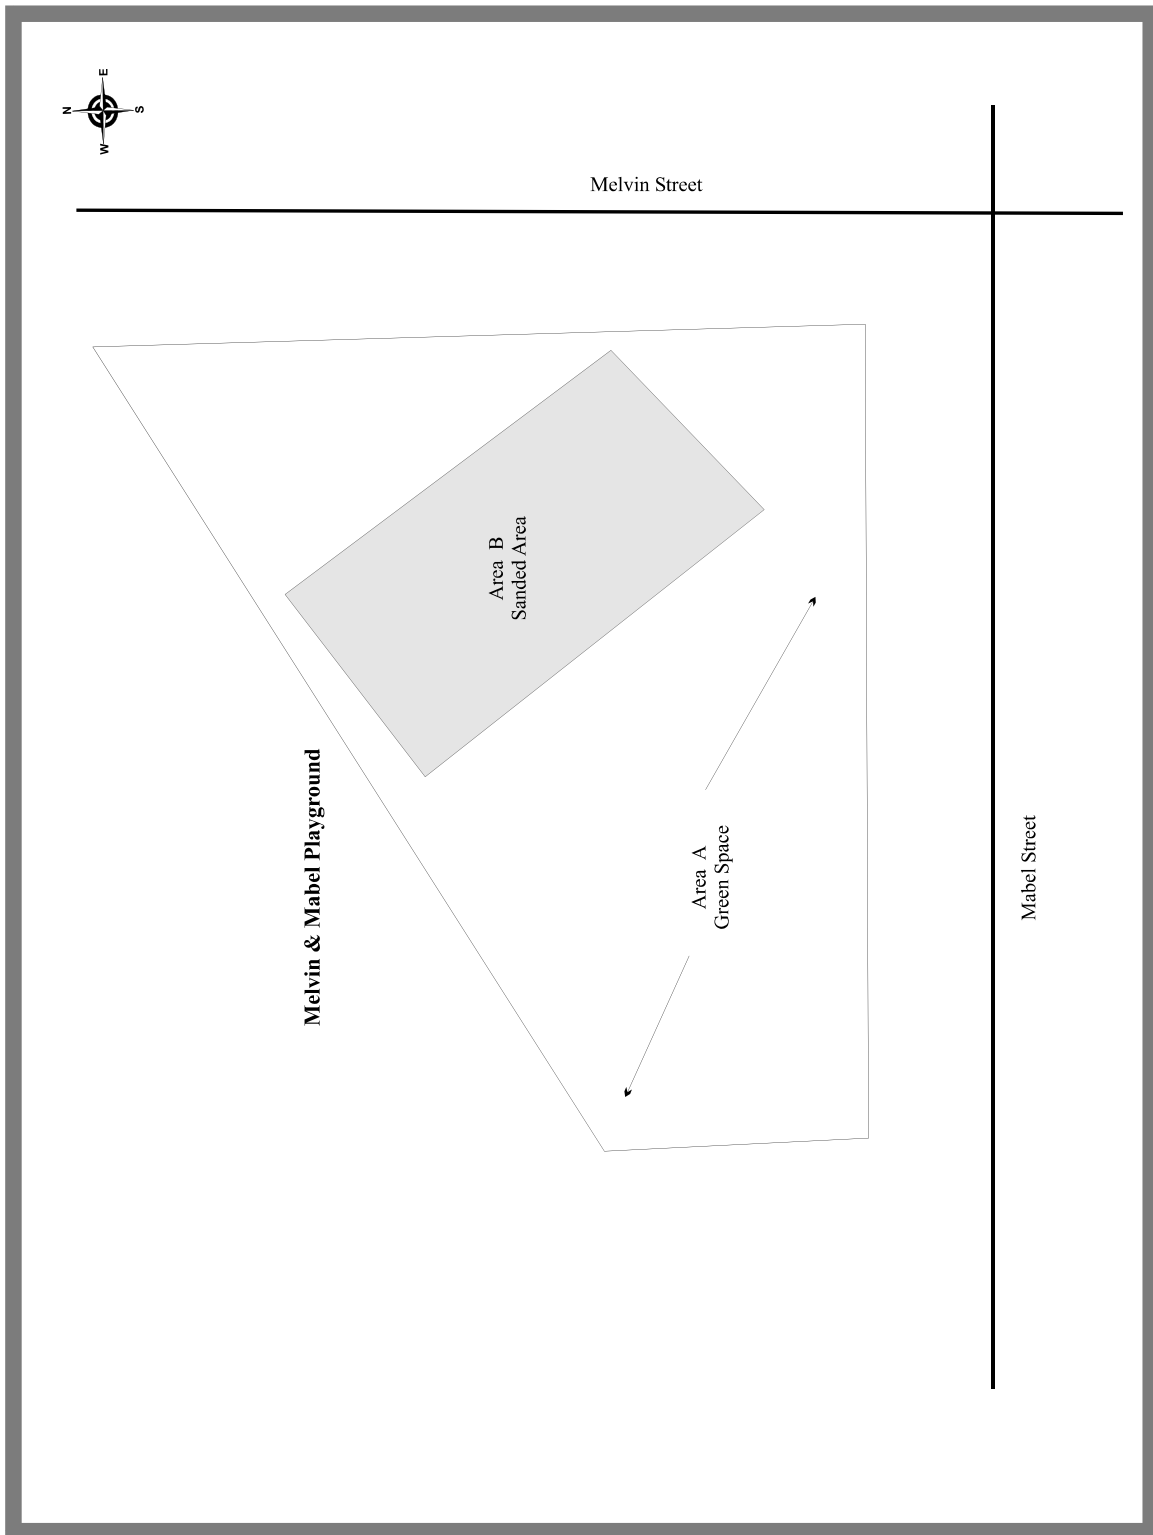 E
N
S
W
Melvin Street
Area B
Sanded Area
Melvin & Mabel Playground
Area A
Green Space
Mabel Street